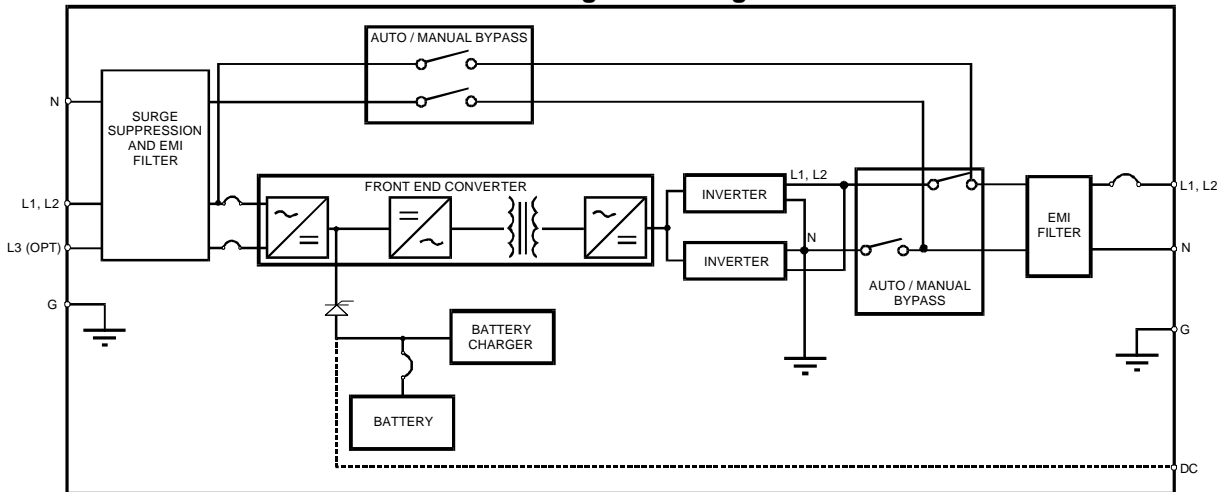 AUTO / MANUAL BYPASS
N
SURGE
SUPPRESSION
AND EMI
FILTER
FRONT END CONVERTER
L1, L2
L3 (OPT)
G
INVERTER
INVERTER
L1, L2
N
AUTO / MANUAL
BYPASS
EMI
FILTER
L1, L2
N
G
BATTERY
CHARGER
BATTERY
DC